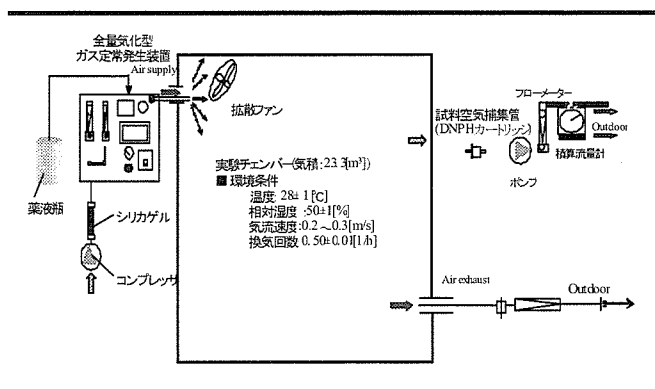 全量気化型
ガス定常発生装置
Air supply
拡散ファン
薬液瓶
シリカゲル
コンプレッサ
実験チェンバー(気積:23.3[m³])
■ 環境条件
温度: 28±1[℃]
相対湿度 :50±1[%]
気流速度:0.2～0.3[m/s]
換気回数 0.50±0.01[1/h]
試料空気捕集管
(DNPHカートリッジ)
フローメーター
Outdoor
積算流量計
ポンプ
Air exhaust
Outdoor